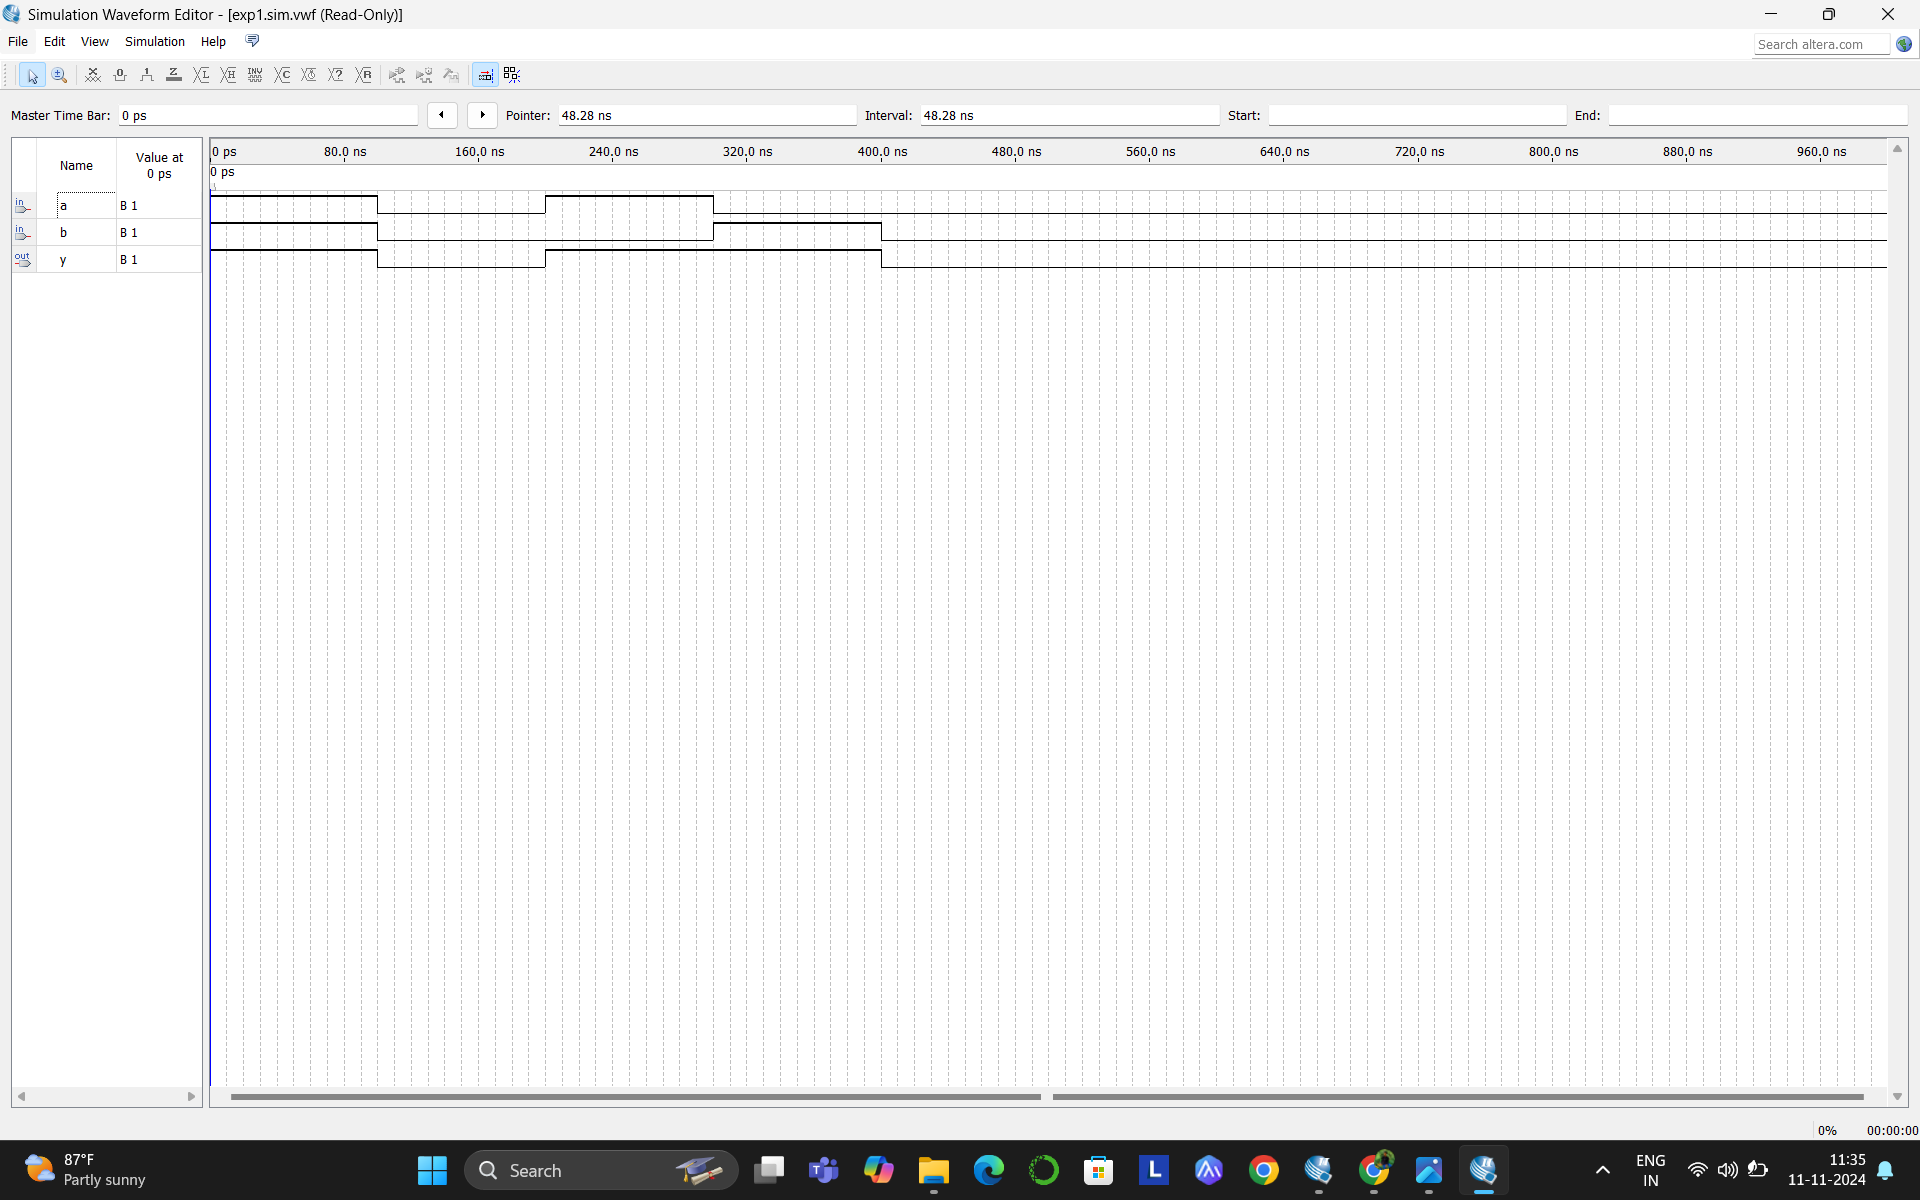 Simulation Waveform Editor - [exp1.sim.vwf (Read-Only)]
File Edit View Simulation Help
Search altera.com
Master Time Bar: 0 ps Pointer: 48.28 ns Interval: 48.28 ns Start: End:
Name Value at 0 ps
0 ps 80.0 ns 160.0 ns 240.0 ns 320.0 ns 400.0 ns 480.0 ns 560.0 ns 640.0 ns 720.0 ns 800.0 ns 880.0 ns 960.0 ns
0 ps
in a B 1
in b B 1
out y B 1
0% 00:00:00
87°F
Partly sunny
Search
ENG
IN
11:35
11-11-2024